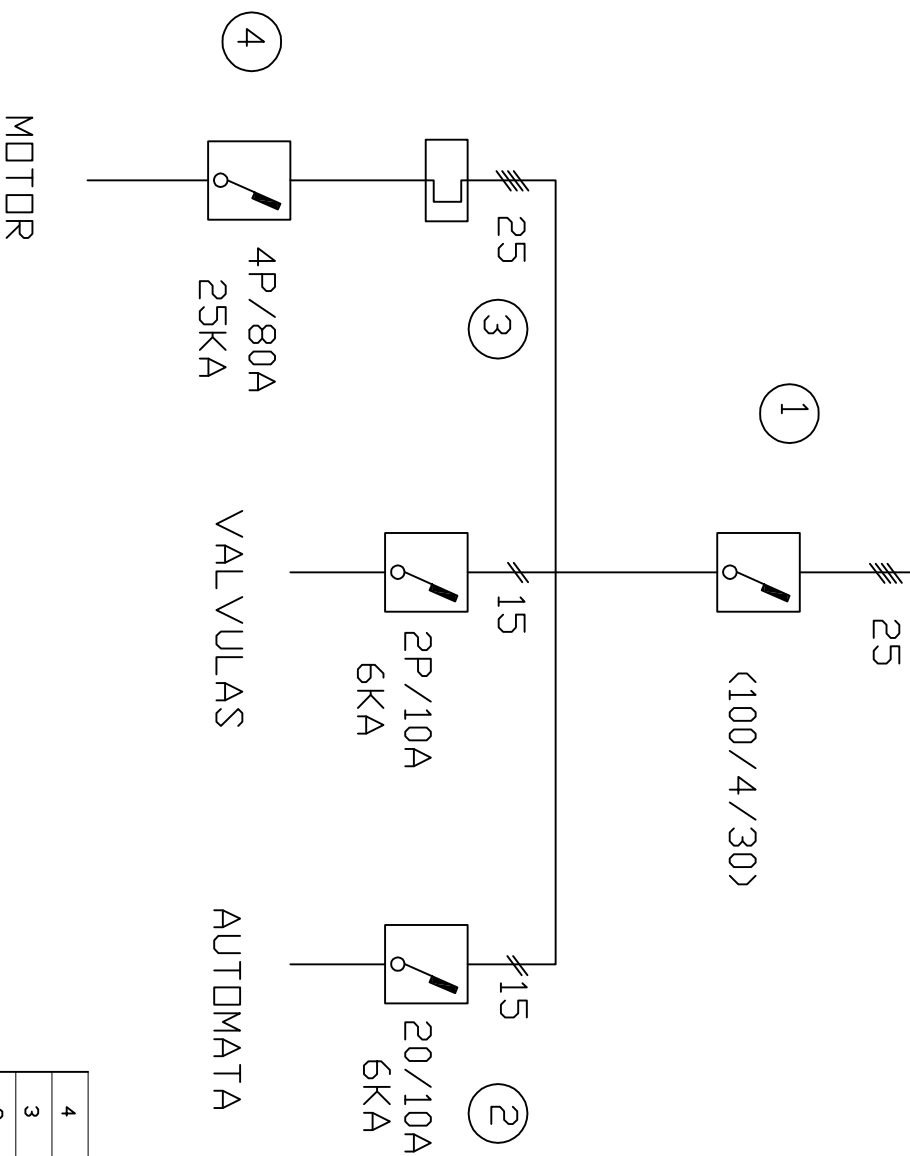 25
1
(100/4/30)
25
15
15
3
2
2P/10A
6KA
20/10A
6KA
4
4P/80A
25KA
VALVULAS
AUTOMATA
MOTOR
4
3